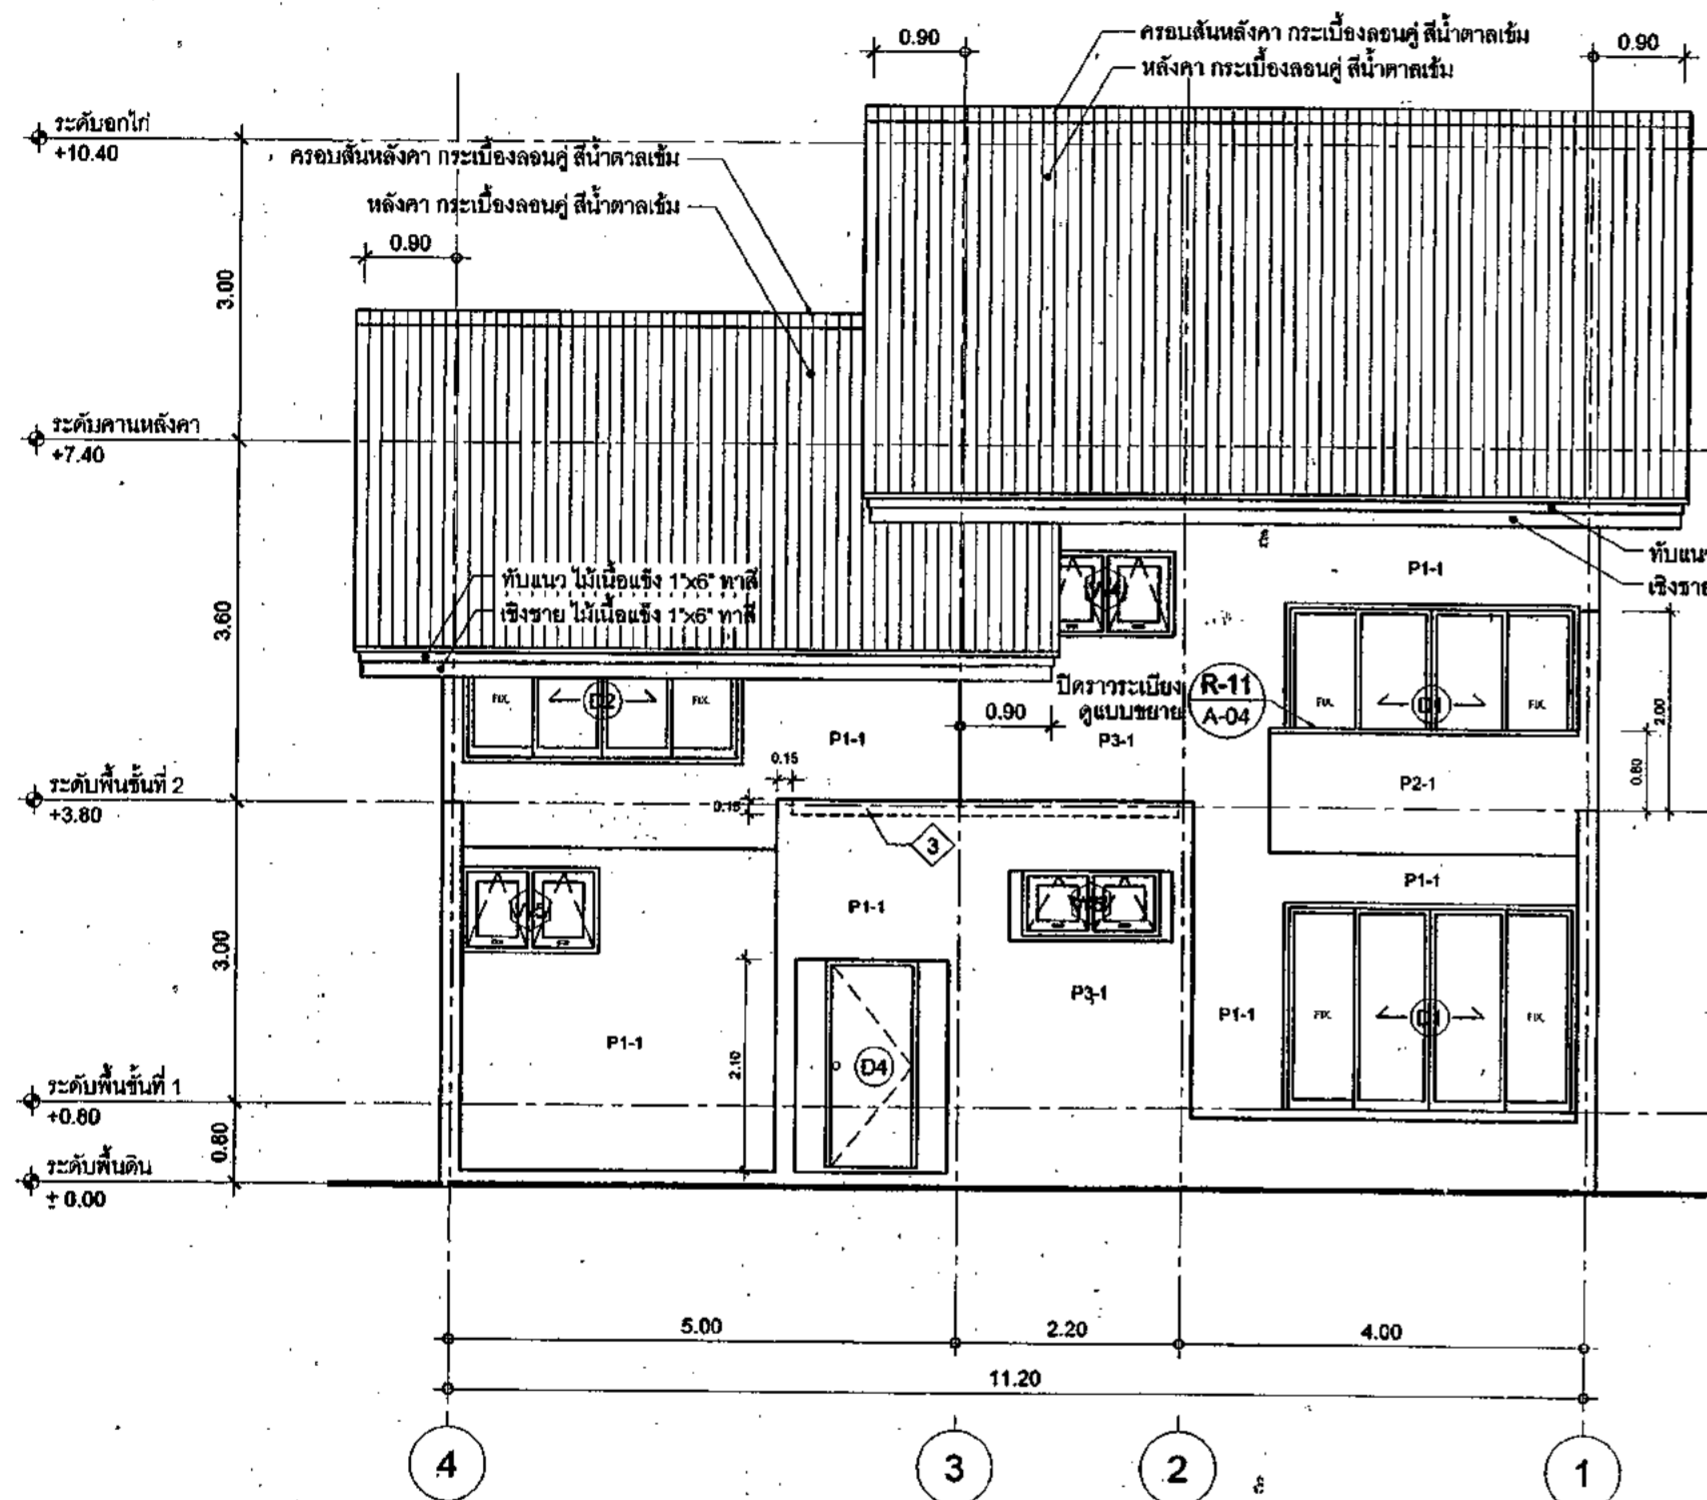 0.90
ครอบสันหลังคา กระเบื้องลอนคู่ สีน้ำตาลเข้ม
0.90
หลังคา กระเบื้องลอนคู่ สีน้ำตาลเข้ม
ระดับอกไก่
+10.40
ครอบสันหลังคา กระเบื้องลอนคู่ สีน้ำตาลเข้ม
หลังคา กระเบื้องลอนคู่ สีน้ำตาลเข้ม
0.90
3.00
ระดับคานหลังคา
+7.40
ทับแนว
P1-1
เชิงชาย
ทับแนว ไม้เนื้อแข็ง 1"x6" ทาสี
เชิงชาย ไม้เนื้อแข็ง 1"x6" ทาสี
3.60
FIX.
D2
FIX.
P1-1
0.90
ปิดราวระเบียง
ดูแบบขยาย
R-11
A-04
P3-1
FIX.
D1
FIX.
2.00
0.80
P2-1
ระดับพื้นชั้นที่ 2
+3.80
0.15
0.15
3
P1-1
P1-1
P3-1
P1-1
P1-1
FIX.
D1
FIX.
3.00
2.10
D4
ระดับพื้นชั้นที่ 1
+0.80
0.80
ระดับพื้นดิน
± 0.00
5.00
2.20
4.00
11.20
4
3
2
1